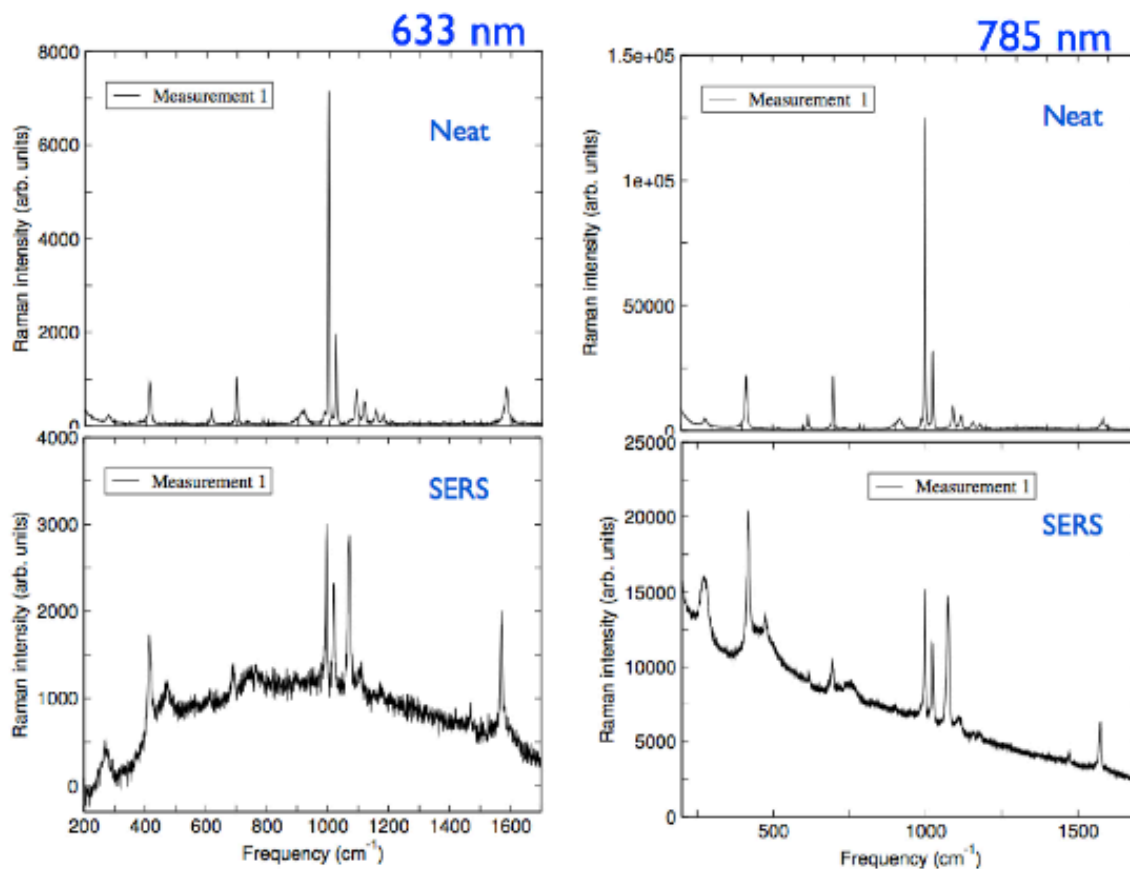 633 nm
8000
Measurement 1
Neat
6000
4000
2000
0
Raman intensity (arb. units)
785 nm
1.5e+05
Measurement 1
Neat
1e+05
50000
0
Raman intensity (arb. units)
4000
Measurement 1
SERS
3000
2000
1000
0
Raman intensity (arb. units)
200 400 600 800 1000 1200 1400 1600
Frequency (cm⁻¹)
25000
Measurement 1
SERS
20000
15000
10000
5000
0
Raman intensity (arb. units)
500 1000 1500
Frequency (cm⁻¹)